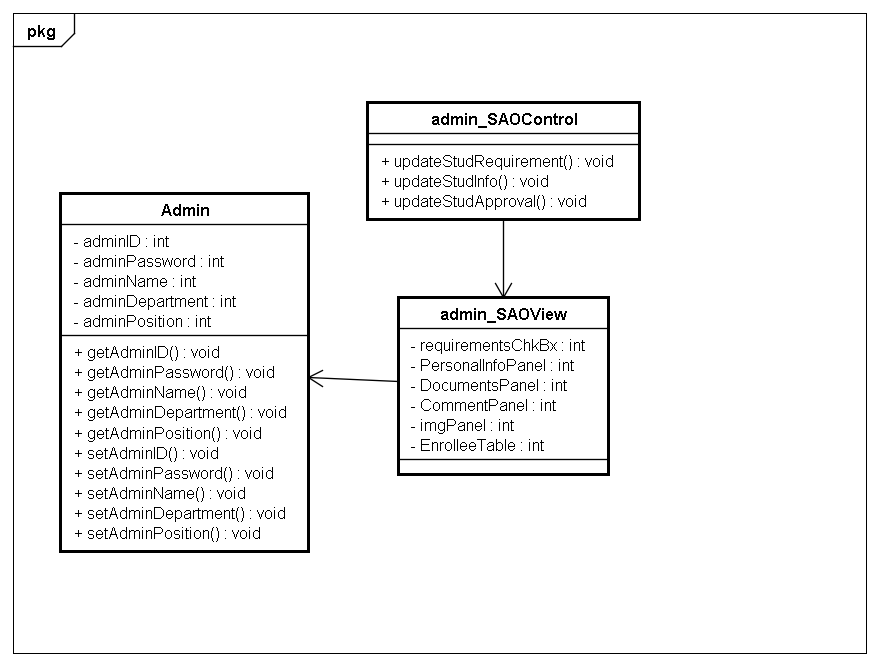 pkg
admin_SAOControl
+ updateStudRequirement() : void
+ updateStudInfo() : void
+ updateStudApproval() : void
Admin
- adminID : int
- adminPassword : int
- adminName : int
- adminDepartment : int
- adminPosition : int
+ getAdminID() : void
+ getAdminPassword() : void
+ getAdminName() : void
+ getAdminDepartment() : void
+ getAdminPosition() : void
+ setAdminID() : void
+ setAdminPassword() : void
+ setAdminName() : void
+ setAdminDepartment() : void
+ setAdminPosition() : void
admin_SAOView
- requirementsChkBx : int
- PersonalInfoPanel : int
- DocumentsPanel : int
- CommentPanel : int
- imgPanel : int
- EnrolleeTable : int